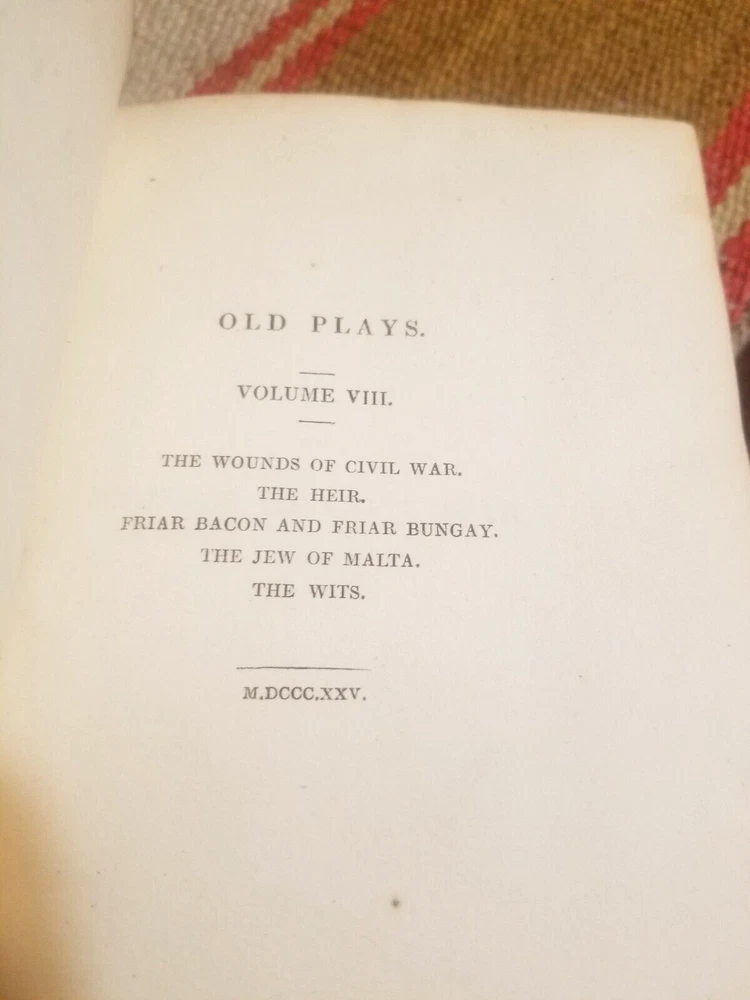 OLD PLAYS.
VOLUME VIII.
THE WOUNDS OF CIVIL WAR.
THE HEIR.
FRIAR BACON AND FRIAR BUNGAY.
THE JEW OF MALTA.
THE WITS.
M.DCCC.XXV.